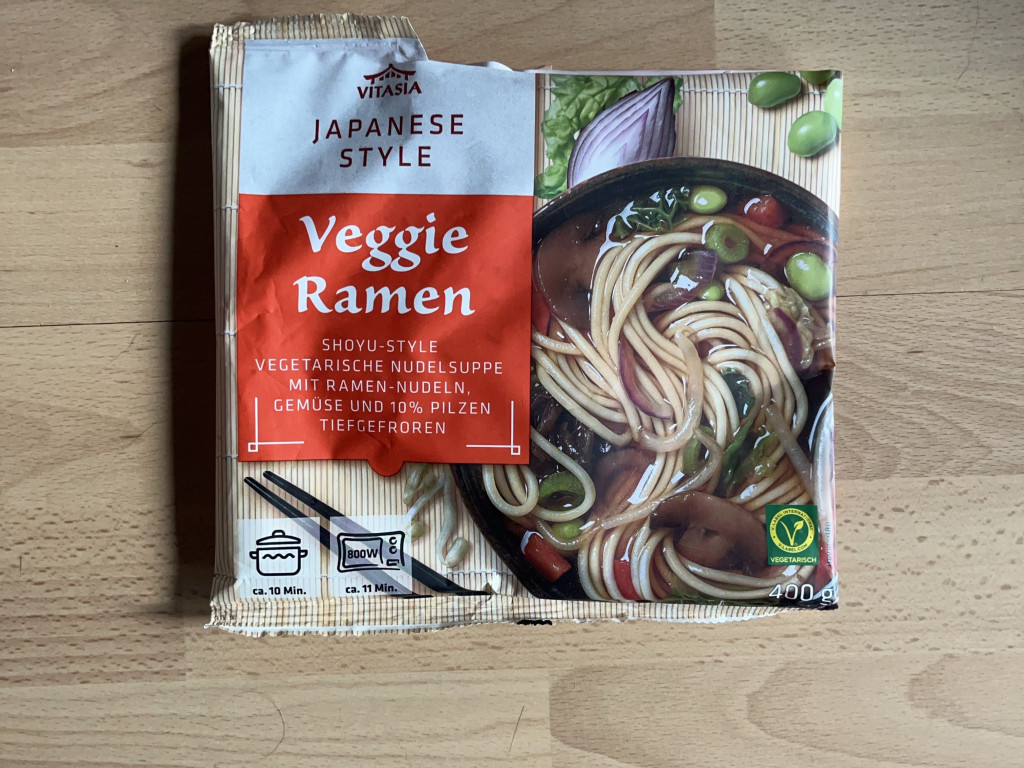 VITASIA
JAPANESE
STYLE
Veggie
Ramen
SHOYU-STYLE
VEGETARISCHE NUDELSUPPE
MIT RAMEN-NUDELN,
GEMÜSE UND 10% PILZEN
TIEFGEFROREN
800W
ca. 10 Min.
ca. 11 Min.
VEGETARISCH
400 g